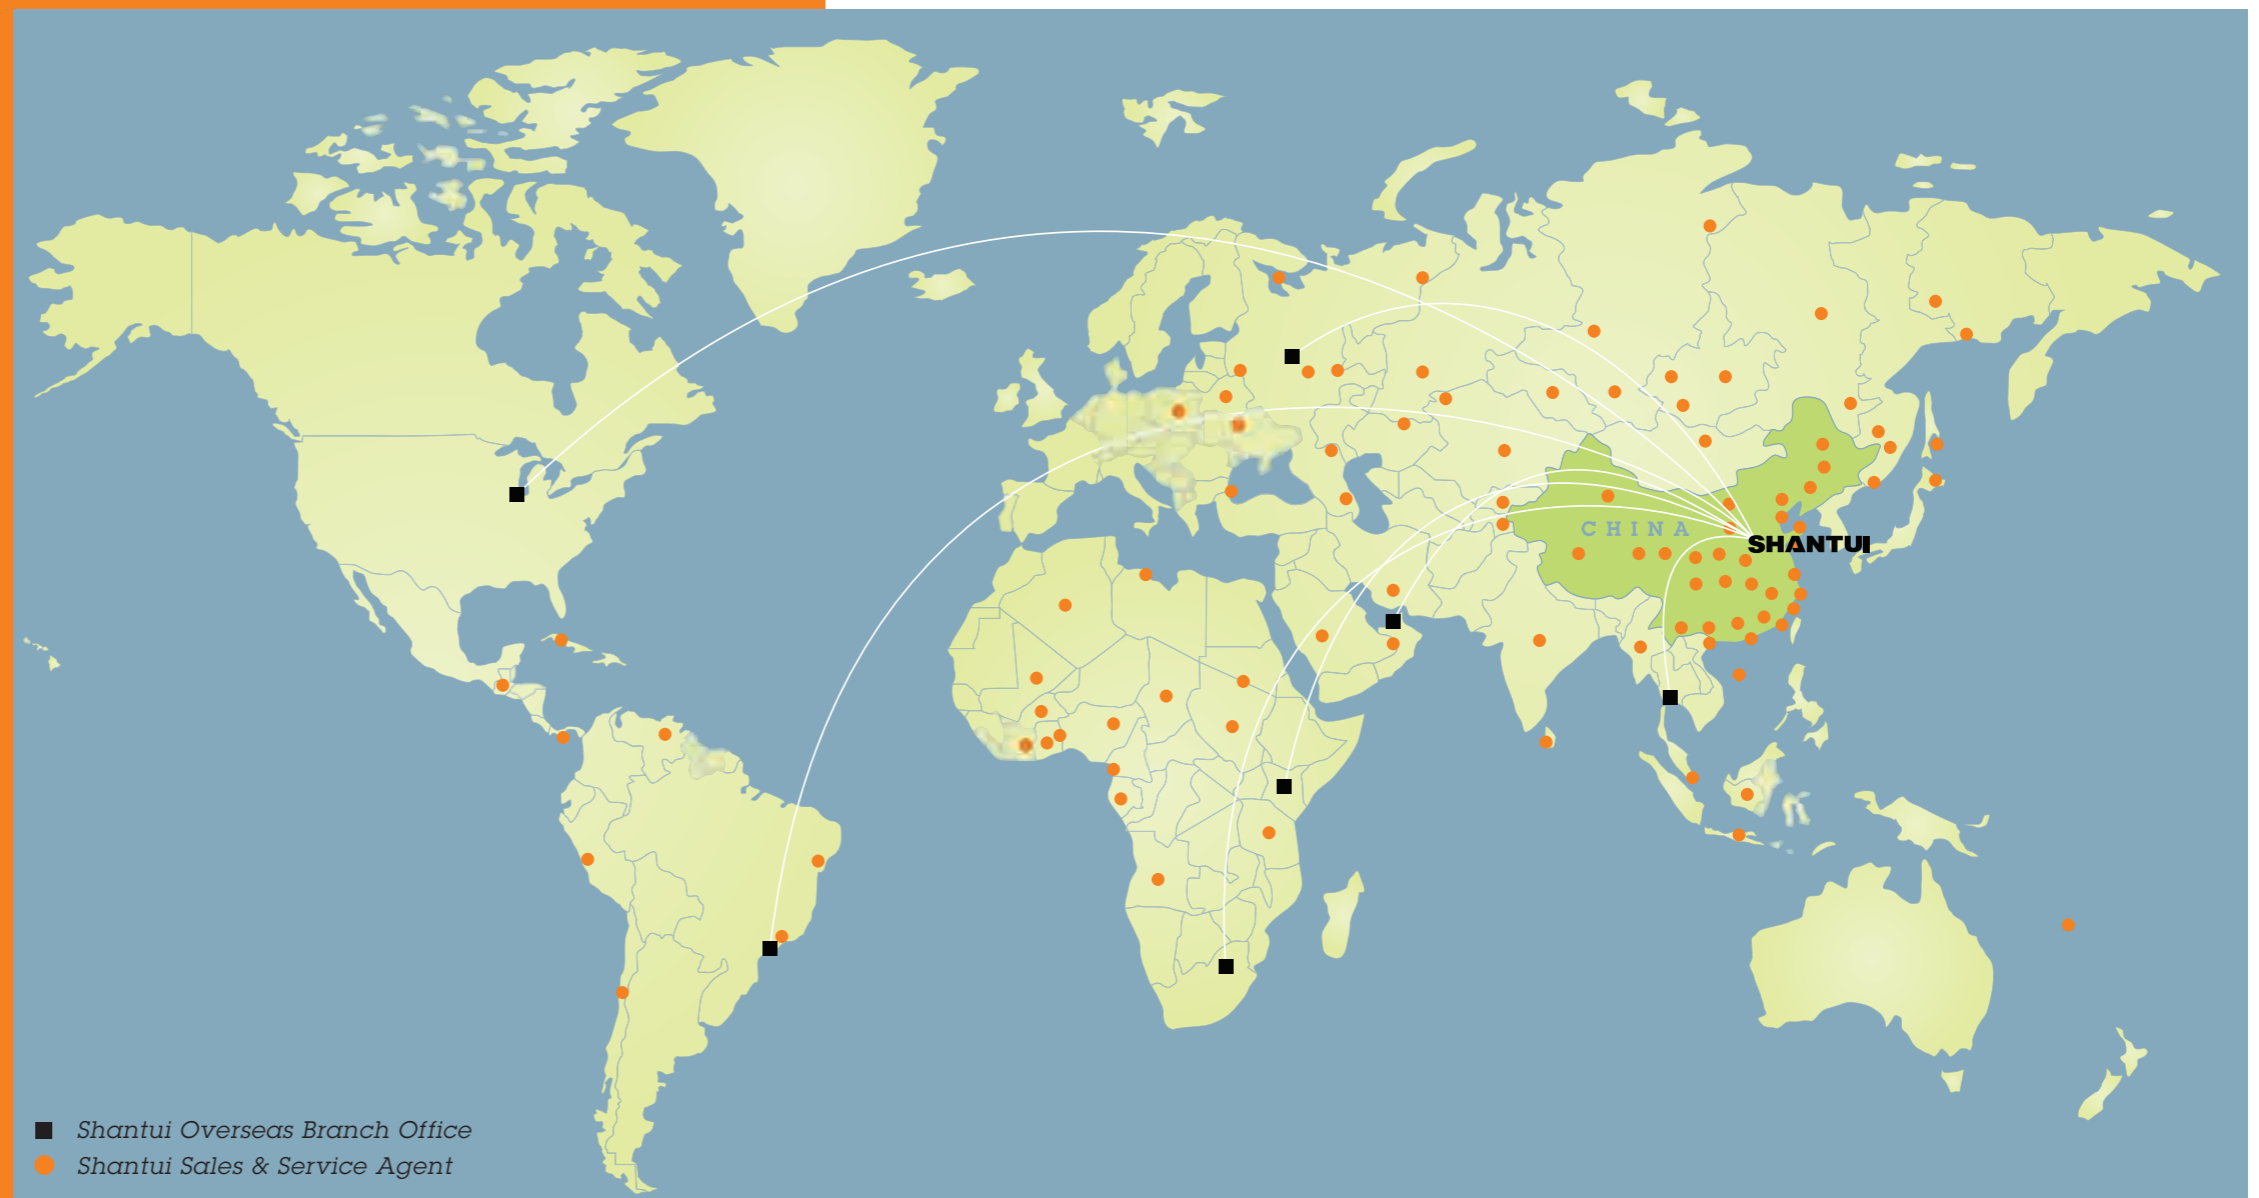 CHINA
SHANTUI
Shantui Overseas Branch Office
Shantui Sales & Service Agent